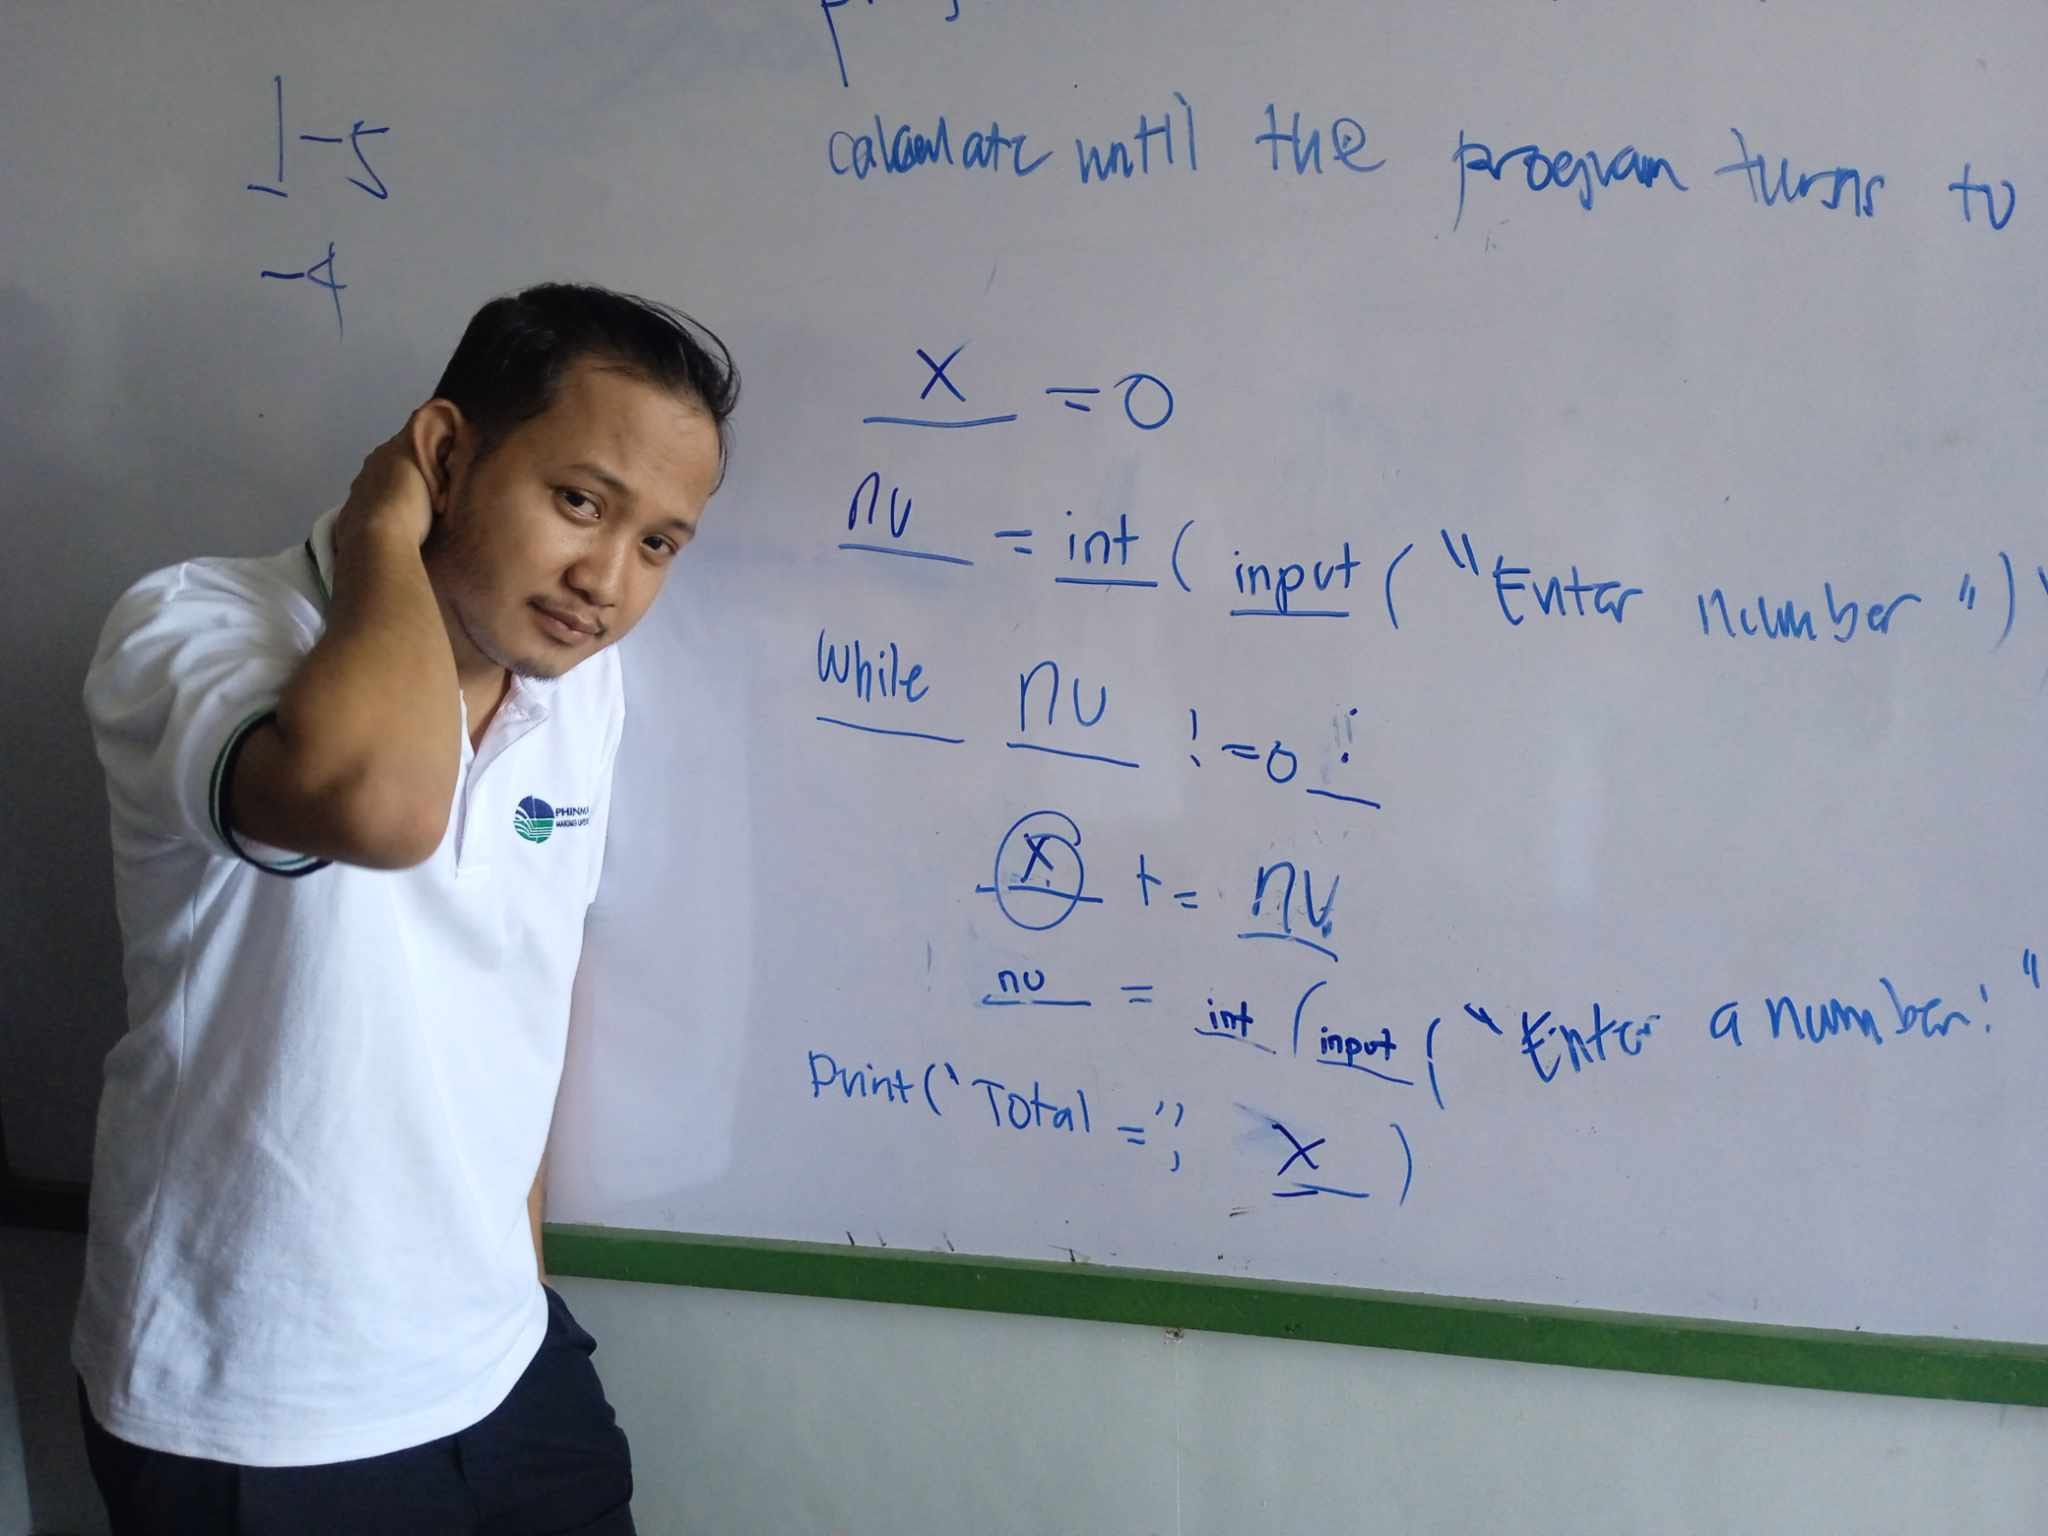 1-5
-4
calculate until the program turns to
x = 0
nu = int ( input ( "Enter number ")
while nu != 0 :
x += nu
nu = int ( input ( "Enter a number: "
Print ("Total =", x )
PHINMA